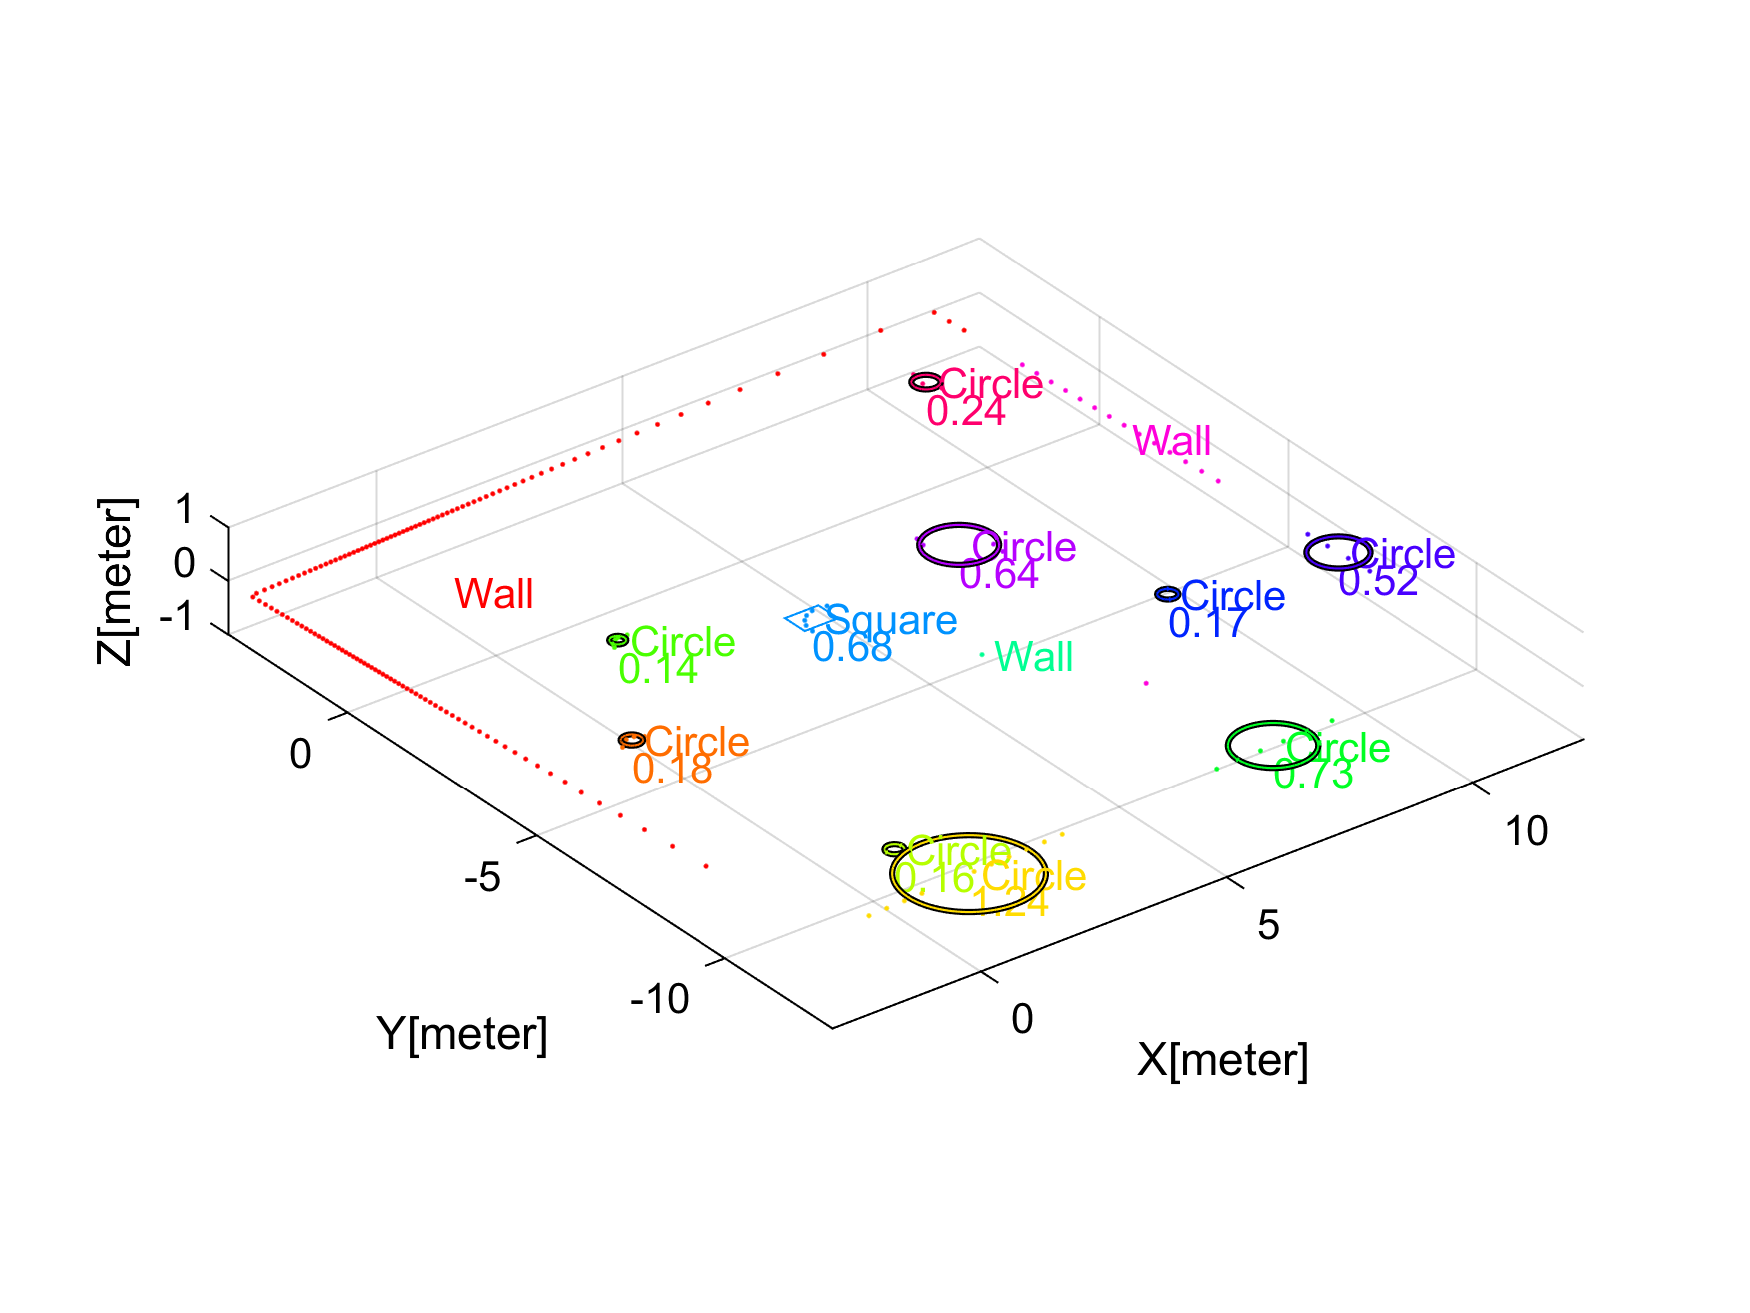 Circle
0.24
Wall
1
0
-1
Z[meter]
Circle
0.64
Circle
0.52
Wall
Circle
0.17
Square
0.68
Circle
0.14
Wall
Circle
0.18
Circle
0.73
0
Circle
0.16
Circle
1.24
10
-5
5
-10
0
Y[meter]
X[meter]